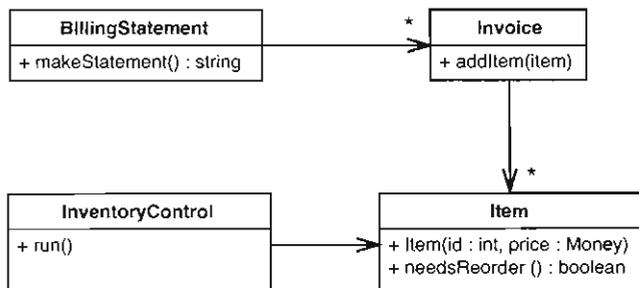 BillingStatement
+ makeStatement() : string
*
Invoice
+ addItem(item)
*
InventoryControl
+ run()
Item
+ Item(id : int, price : Money)
+ needsReorder () : boolean